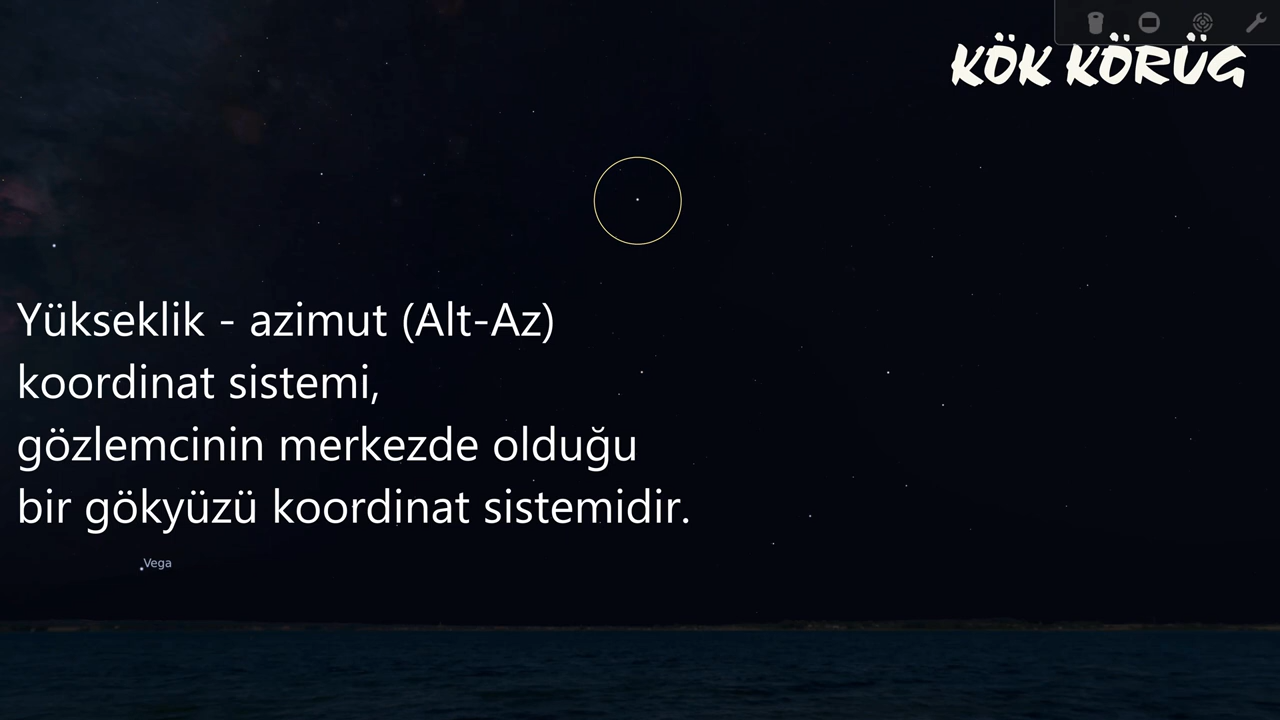 KÖK KÖRÜG
Yükseklik - azimut (Alt-Az)
koordinat sistemi,
gözlemcinin merkezde olduğu
bir gökyüzü koordinat sistemidir.
Vega